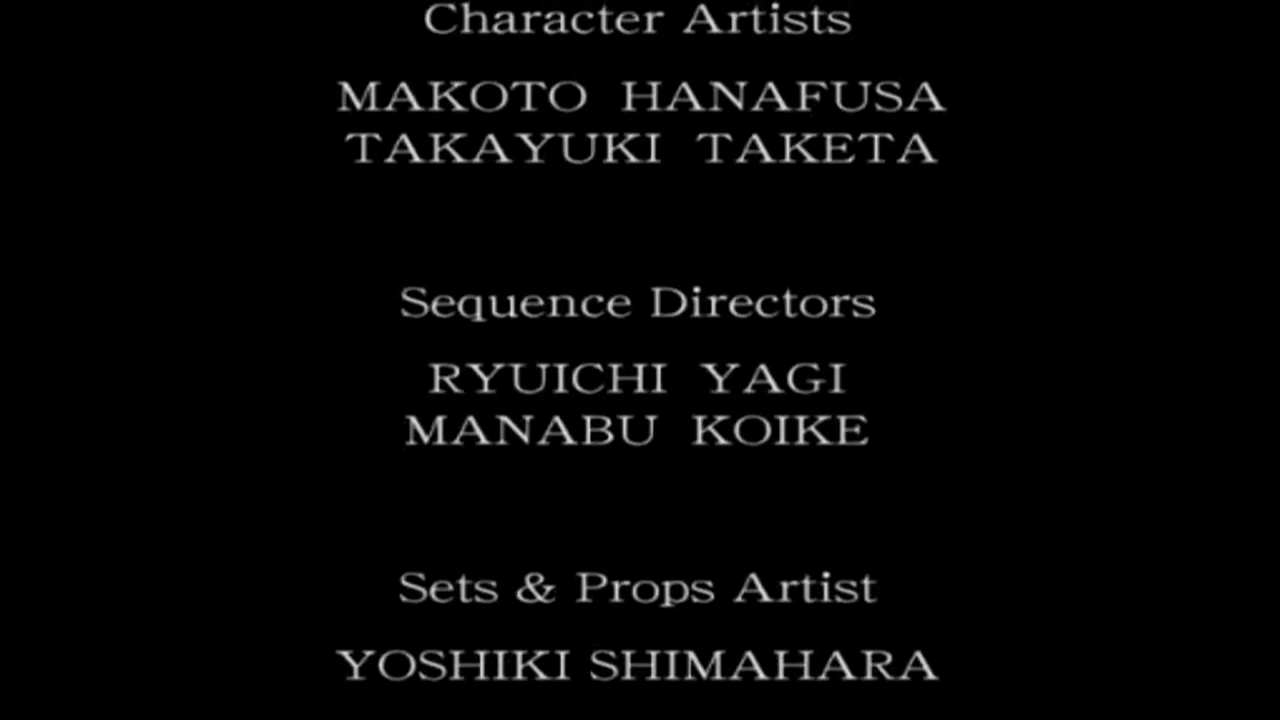 Character Artists
MAKOTO HANAFUSA
TAKAYUKI TAKETA
Sequence Directors
RYUICHI YAGI
MANABU KOIKE
Sets & Props Artist
YOSHIKI SHIMAHARA